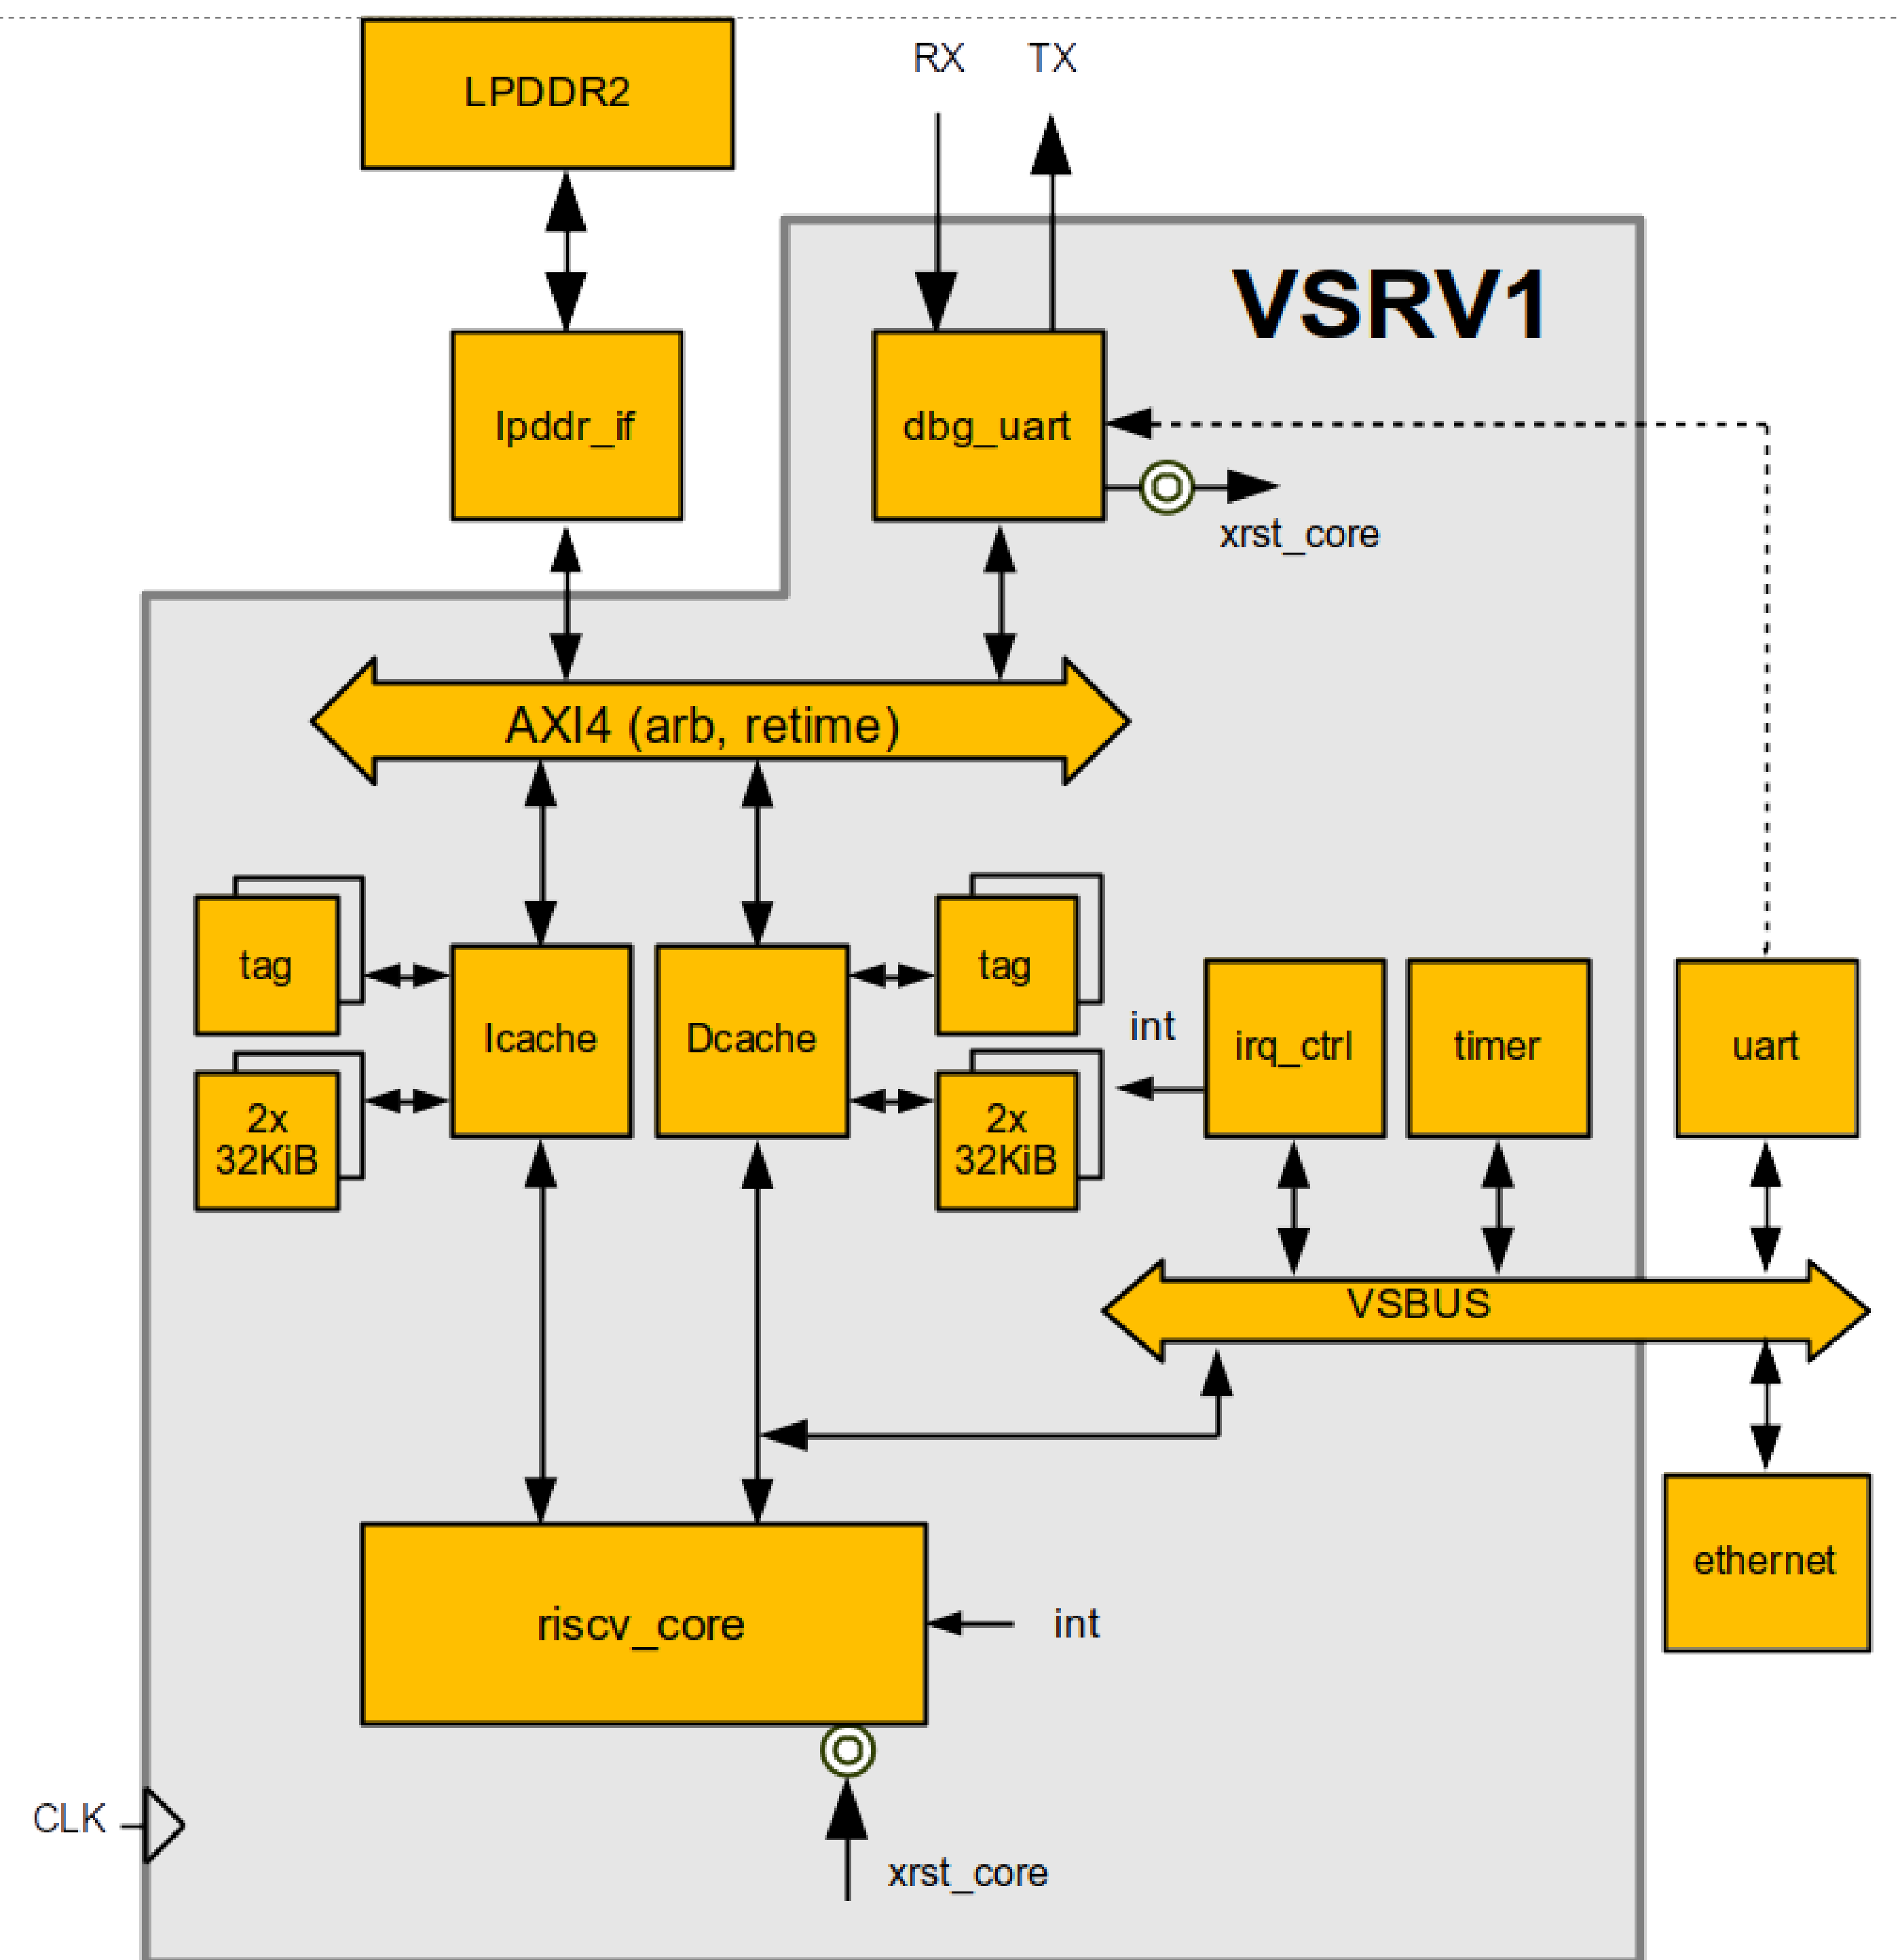 LPDDR2
RX
TX
VSRV1
lpddr_if
dbg_uart
xrst_core
AXI4 (arb, retime)
tag
Icache
Dcache
tag
int
irq_ctrl
timer
uart
2x
32KiB
2x
32KiB
VSBUS
ethernet
riscv_core
int
CLK
xrst_core